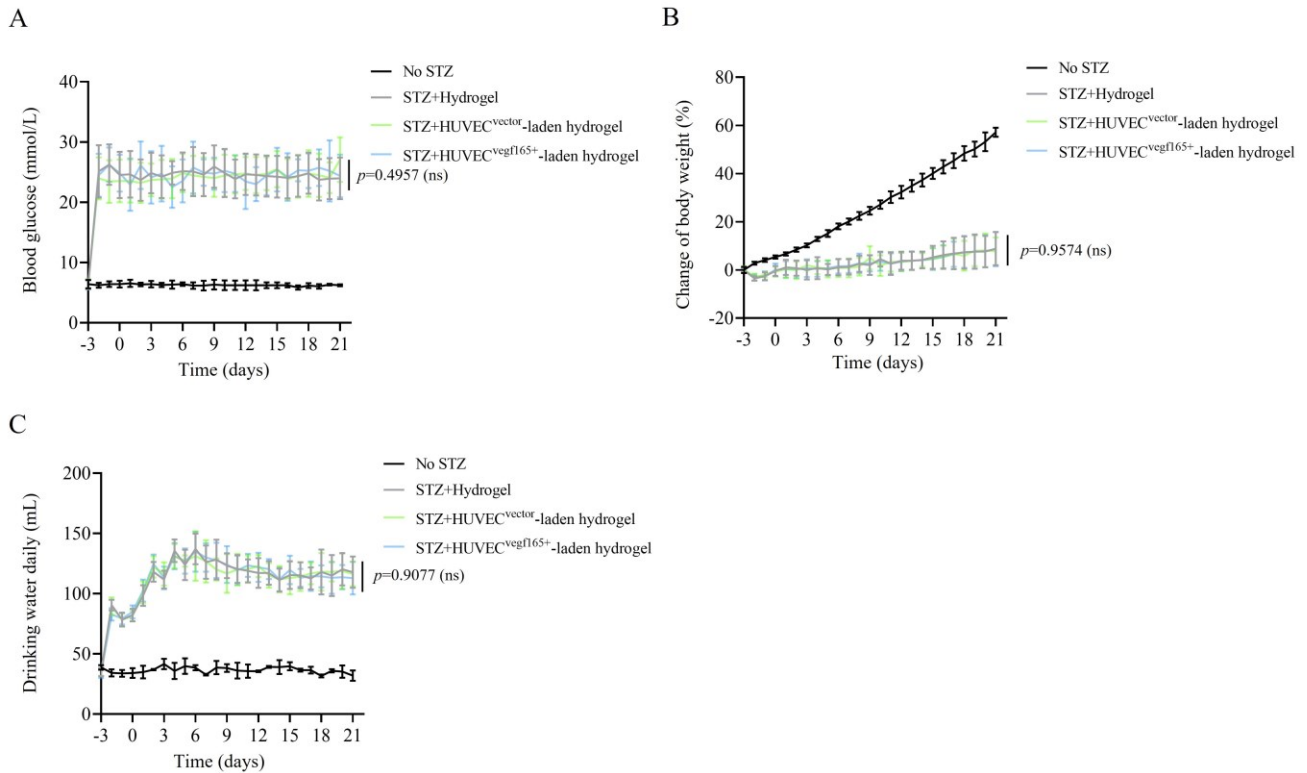 A
No STZ
STZ+Hydrogel
STZ+HUVECvector-laden hydrogel
STZ+HUVECvegf165+-laden hydrogel
Blood glucose (mmol/L)
40
30
20
10
0
p=0.4957 (ns)
-3 0 3 6 9 12 15 18 21
Time (days)
B
No STZ
STZ+Hydrogel
STZ+HUVECvector-laden hydrogel
STZ+HUVECvegf165+-laden hydrogel
Change of body weight (%)
80
60
40
20
0
-20
p=0.9574 (ns)
-3 0 3 6 9 12 15 18 21
Time (days)
C
No STZ
STZ+Hydrogel
STZ+HUVECvector-laden hydrogel
STZ+HUVECvegf165+-laden hydrogel
Drinking water daily (mL)
200
150
100
50
0
p=0.9077 (ns)
-3 0 3 6 9 12 15 18 21
Time (days)